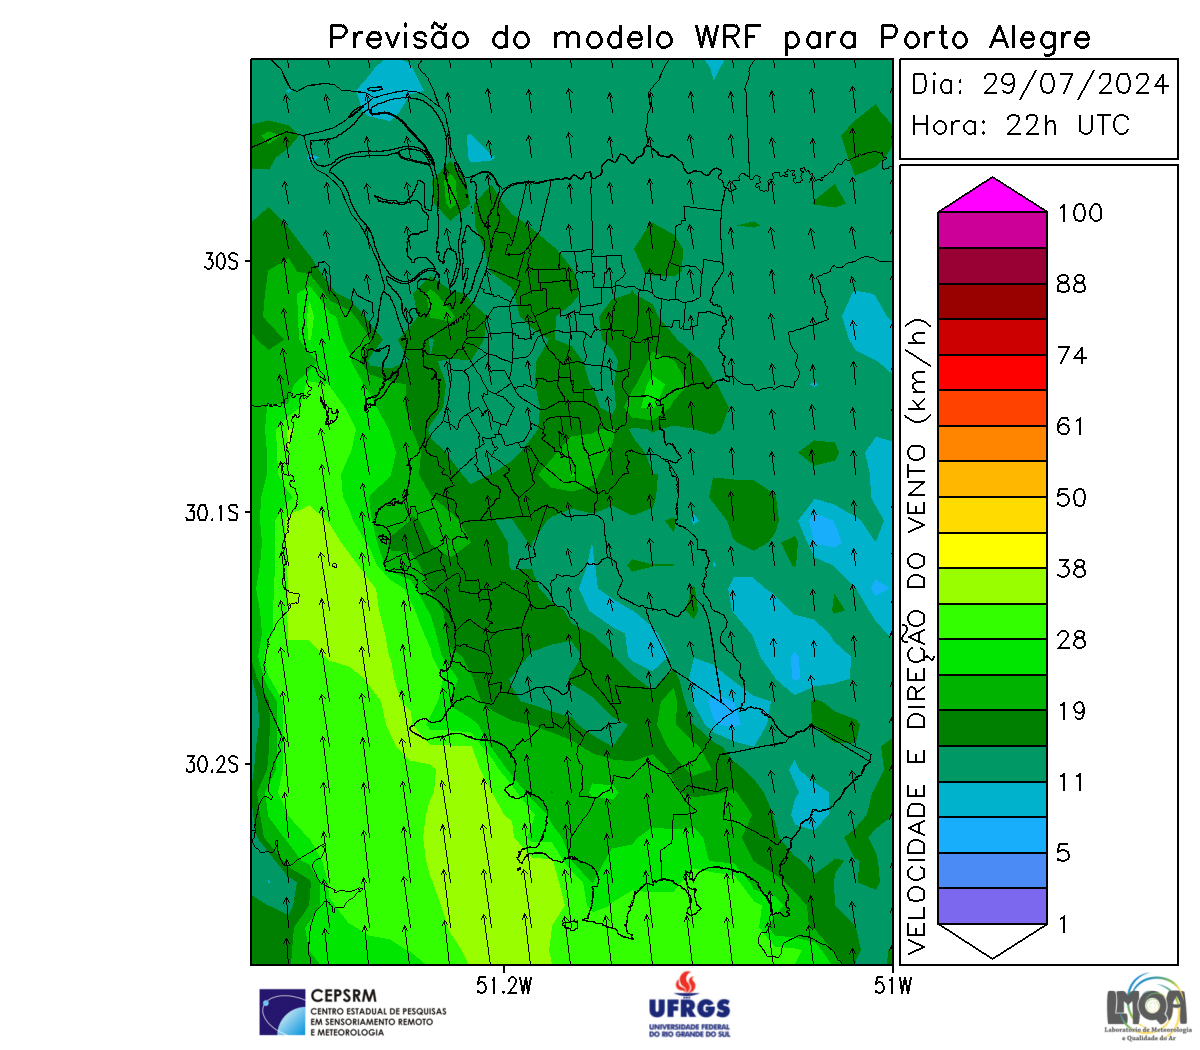 Previsão do modelo WRF para Porto Alegre
Dia: 29/07/2024
Hora: 22h UTC
100
88
74
61
50
38
28
19
11
5
1
VELOCIDADE E DIREÇÃO DO VENTO (km/h)
30S
30.1S
30.2S
51.2W
51W
CEPSRM
CENTRO ESTADUAL DE PESQUISAS
EM SENSORIAMENTO REMOTO
E METEOROLOGIA
UFRGS
UNIVERSIDADE FEDERAL
DO RIO GRANDE DO SUL
LMQA
Laboratório de Meteorologia
e Qualidade do Ar